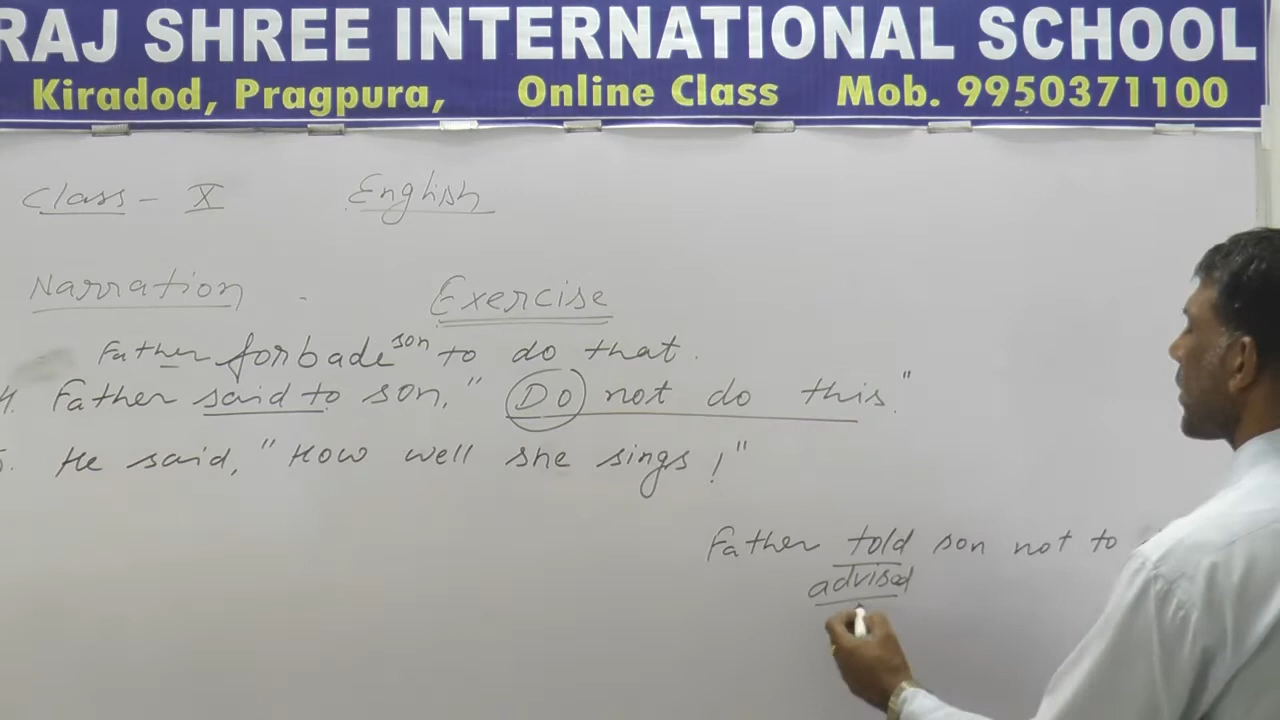 RAJ SHREE INTERNATIONAL SCHOOL
Kiradod, Pragpura, Online Class Mob. 9950371100
Class - X English
Narration - Exercise
Father forbade son to do that.
4. Father said to son, " Do not do this."
5. He said, "How well she sings!"
Father told son not to
advised